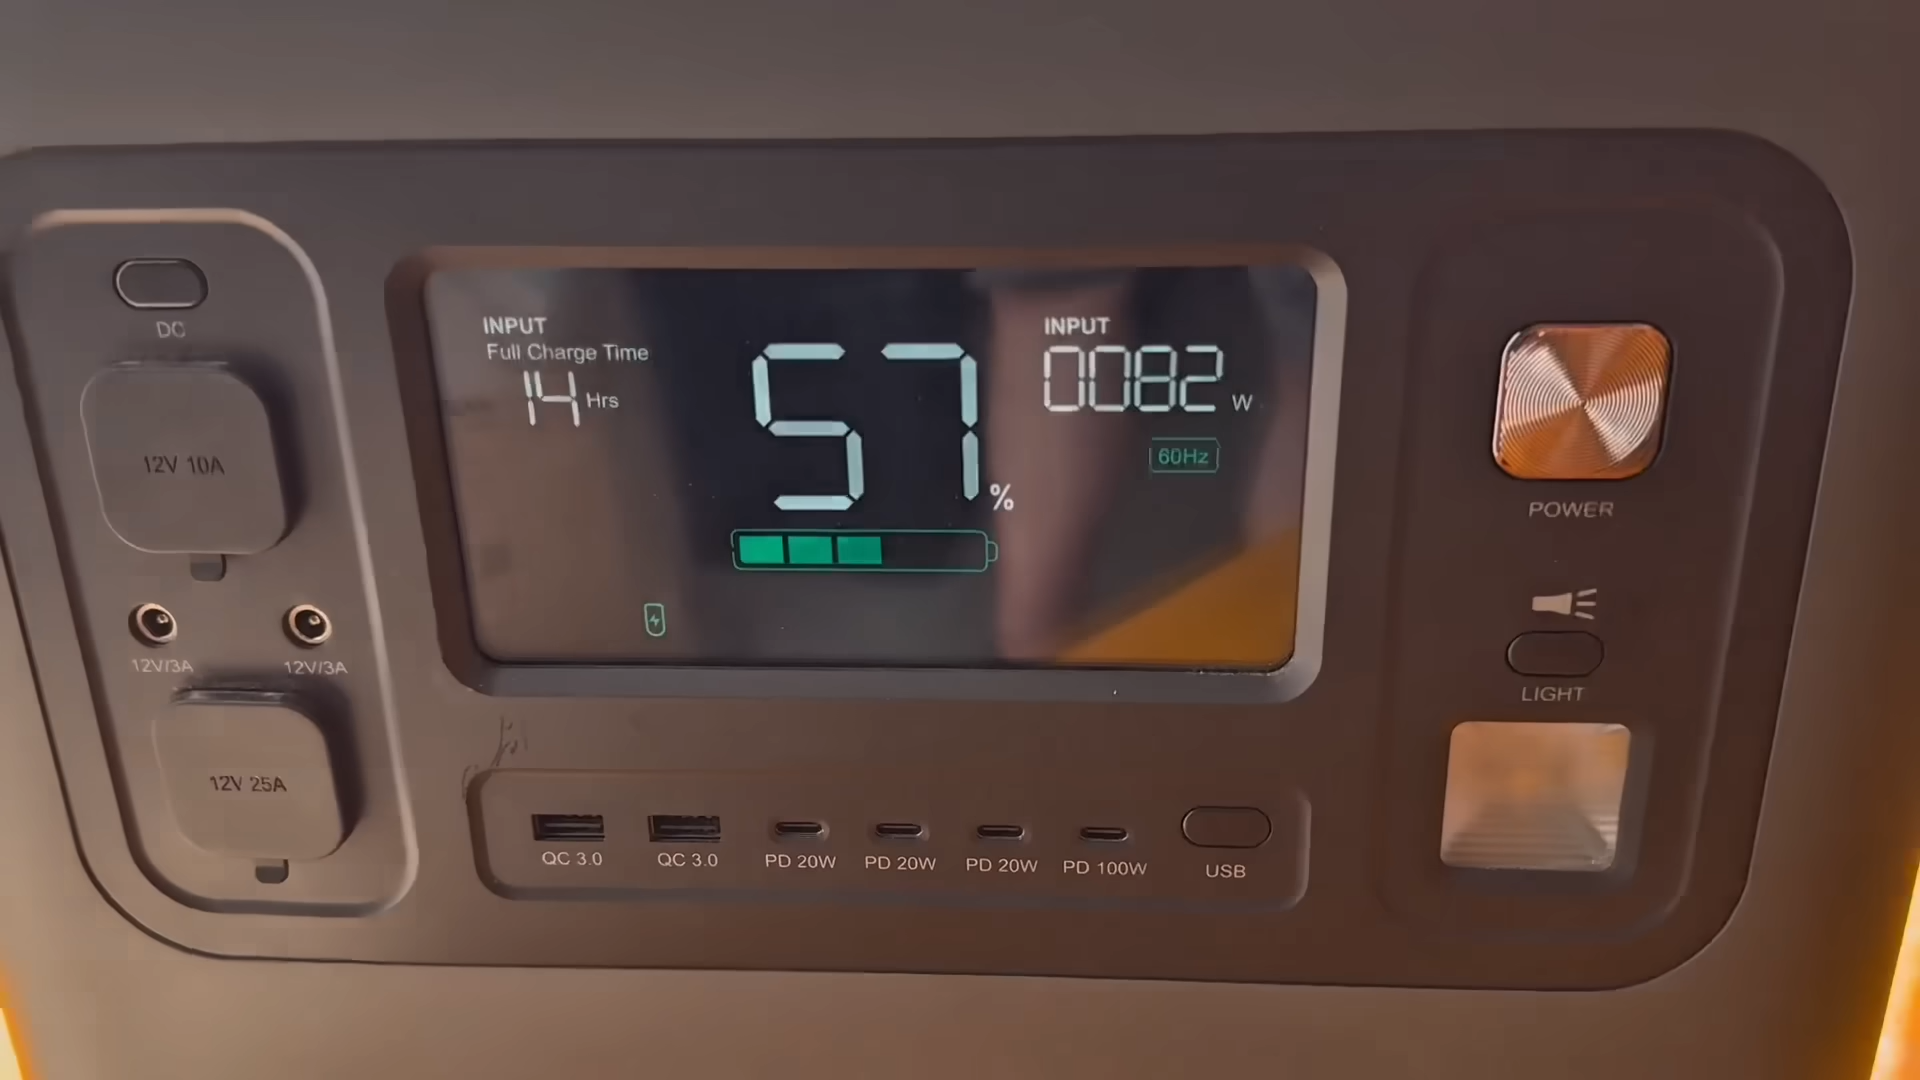 DC
12V 10A
12V/3A 12V/3A
12V 25A
INPUT
Full Charge Time
14 Hrs
57 %
INPUT
0082 W
60Hz
POWER
LIGHT
QC 3.0 QC 3.0 PD 20W PD 20W PD 20W PD 100W USB